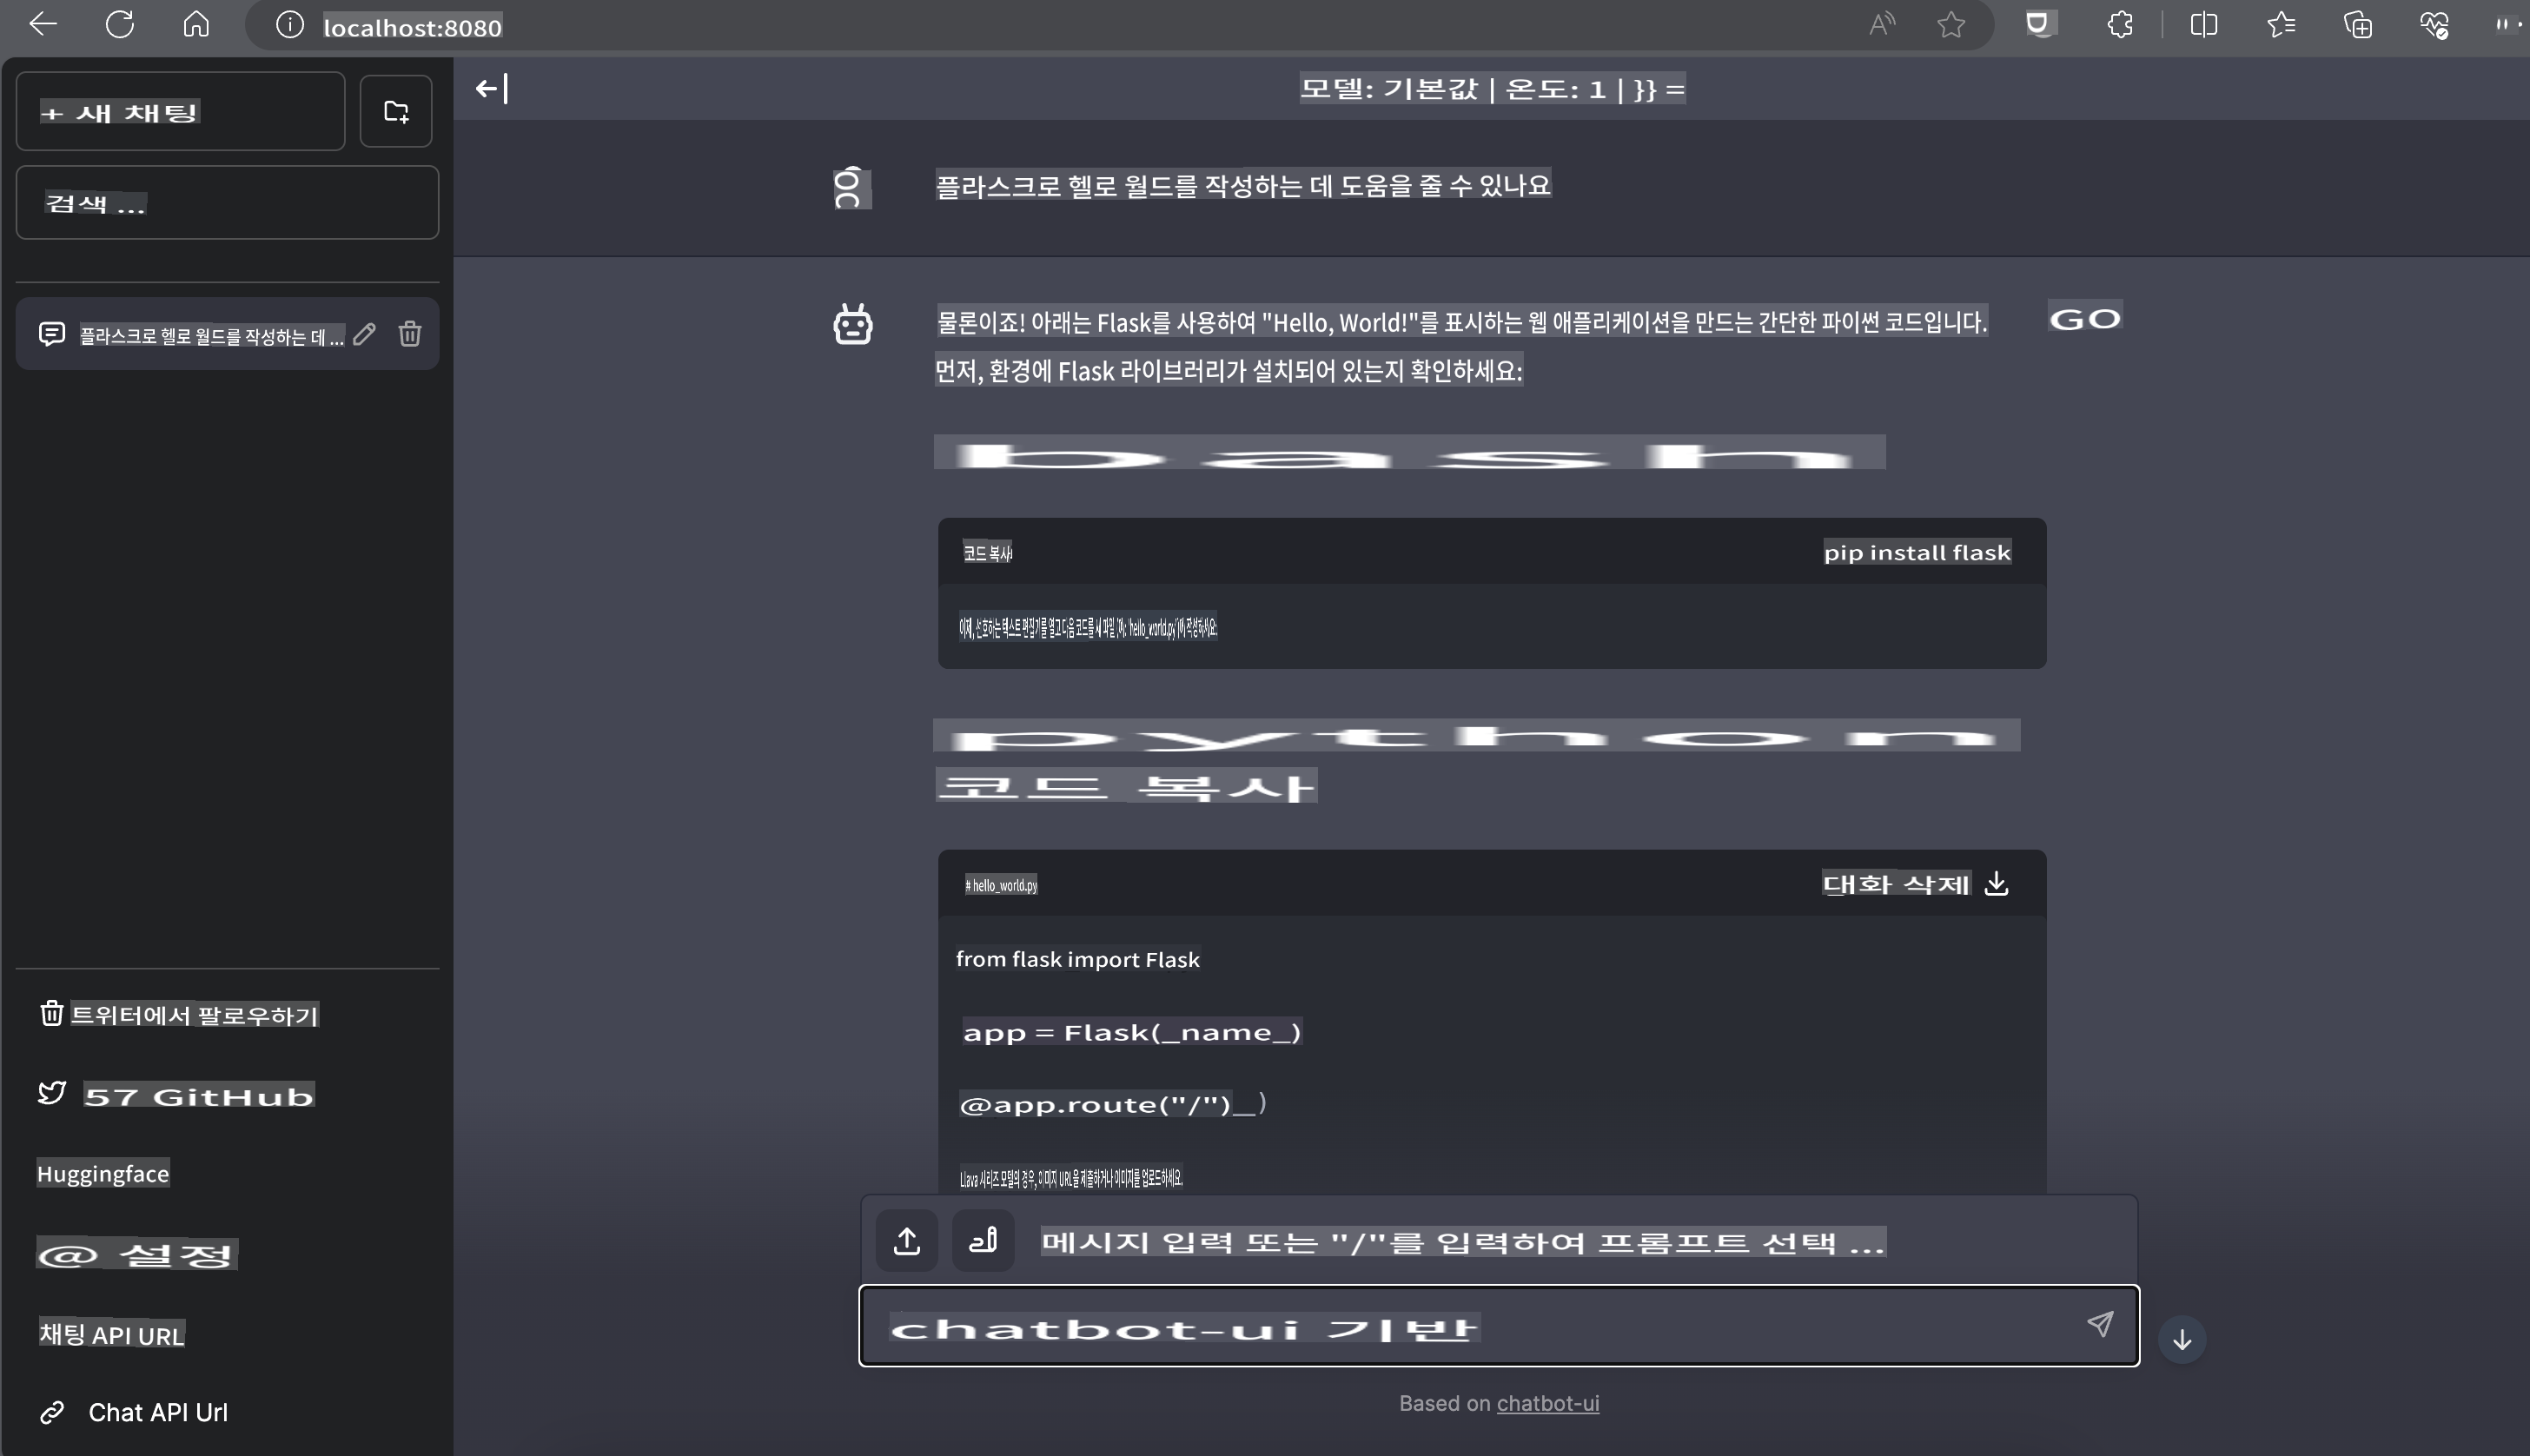 localhost:8080
+ 새 채팅
검색 ...
플라스크로 헬로 월드를 작성하는 데 ...
트위터에서 팔로우하기
57 GitHub
Huggingface
@ 설정
채팅 API URL
Chat API Url
모델: 기본값 | 온도: 1 | }} =
플라스크로 헬로 월드를 작성하는 데 도움을 줄 수 있나요
물론이죠! 아래는 Flask를 사용하여 "Hello, World!"를 표시하는 웹 애플리케이션을 만드는 간단한 파이썬 코드입니다.
GO
먼저, 환경에 Flask 라이브러리가 설치되어 있는지 확인하세요:
bash
코드 복사
pip install flask
이제, 선호하는 텍스트 편집기를 열고 다음 코드를 새 파일 (예: 'hello_world.py')에 작성하세요:
python
코드 복사
# hello_world.py
대화 삭제
from flask import Flask
app = Flask(_name_)
@app.route("/")_)
Llava 시리즈 모델의 경우, 이미지 URL을 제출하거나 이미지를 업로드하세요.
메시지 입력 또는 "/"를 입력하여 프롬프트 선택 ...
chatbot-ui 기반
Based on chatbot-ui